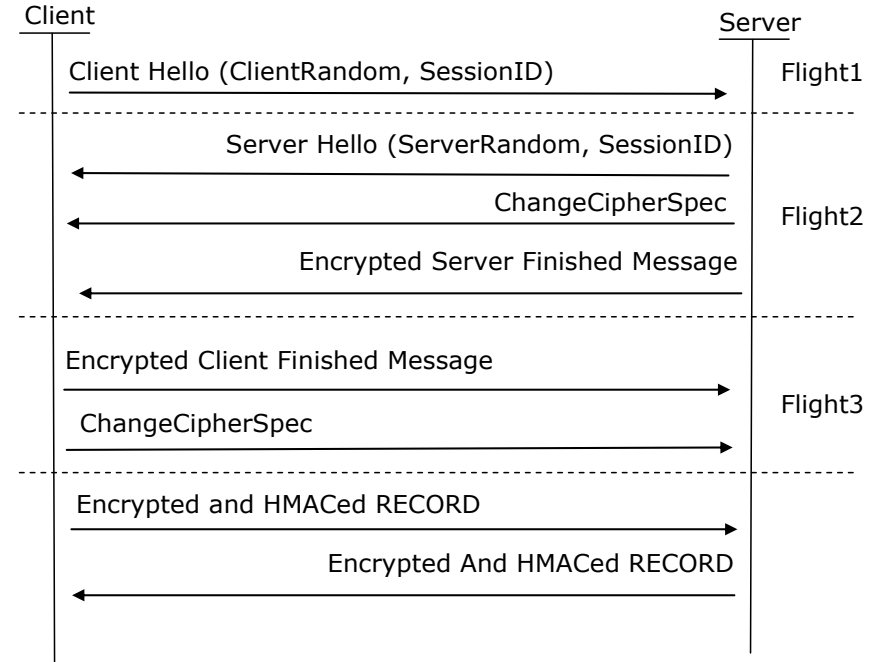 Client
Server
Client Hello (ClientRandom, SessionID)
Flight1
Server Hello (ServerRandom, SessionID)
ChangeCipherSpec
Flight2
Encrypted Server Finished Message
Encrypted Client Finished Message
Flight3
ChangeCipherSpec
Encrypted and HMACed RECORD
Encrypted And HMACed RECORD